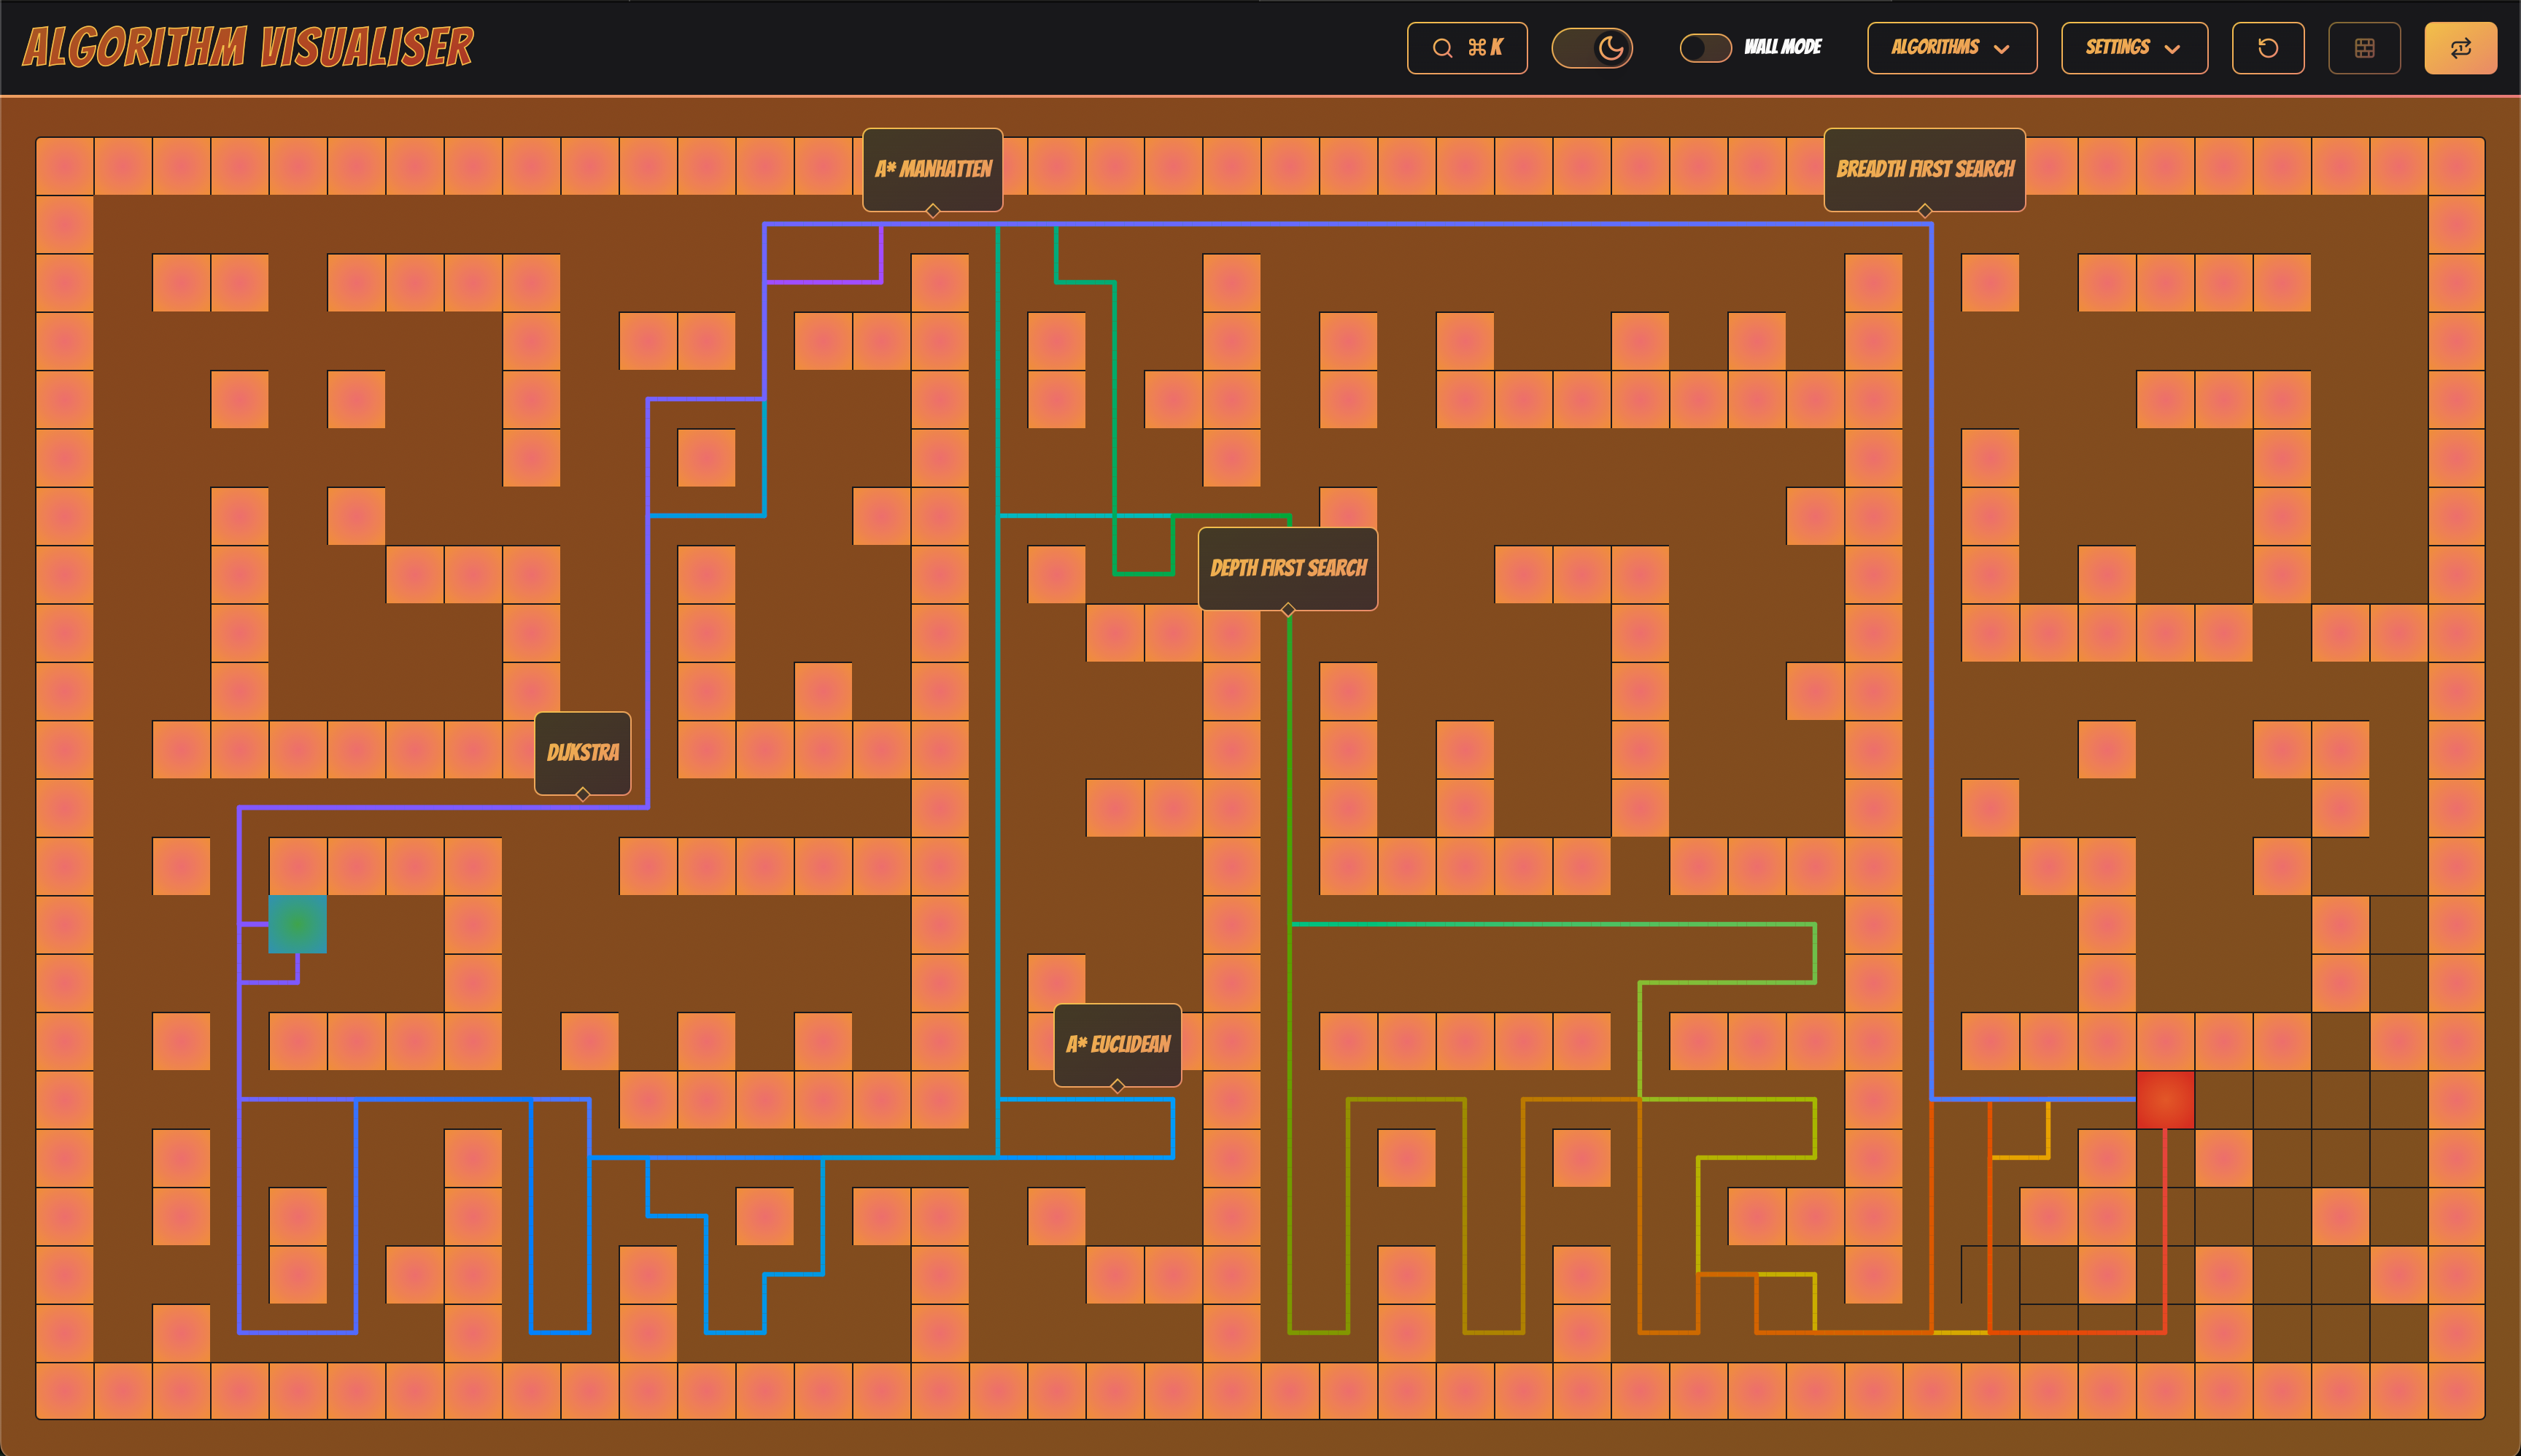 ALGORITHM VISUALISER
⌘ K
WALL MODE
ALGORITHMS
SETTINGS
A* MANHATTEN
BREADTH FIRST SEARCH
DEPTH FIRST SEARCH
DIJKSTRA
A* EUCLIDEAN